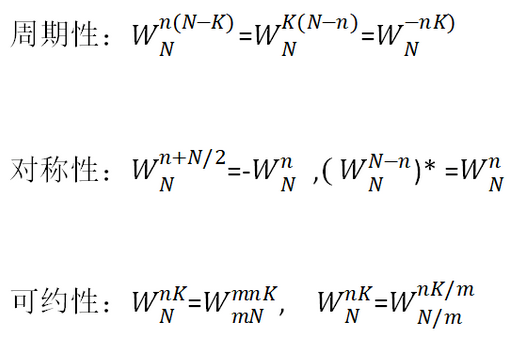 周期性：W_N^{n(N−K)}=W_N^{K(N−n)}=W_N^{−nK)}
对称性：W_N^{n+N/2}=-W_N^n ,( W_N^{N−n})* =W_N^n
可约性：W_N^{nK}=W_{mN}^{mnK}, W_N^{nK}=W_{N/m}^{nK/m}